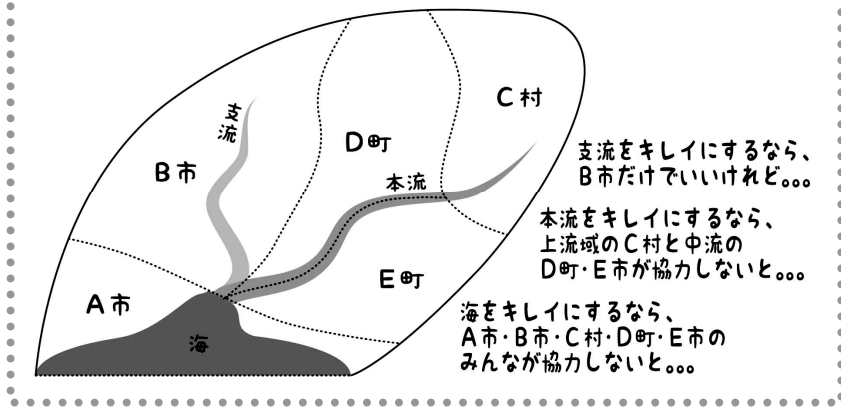 C村
支流
D町
B市
本流
E町
A市
海
支流をキレイにするなら、
B市だけでいいけれど。。。
本流をキレイにするなら、
上流域のC村と中流の
D町・E市が協力しないと。。。
海をキレイにするなら、
A市・B市・C村・D町・E市の
みんなが協力しないと。。。